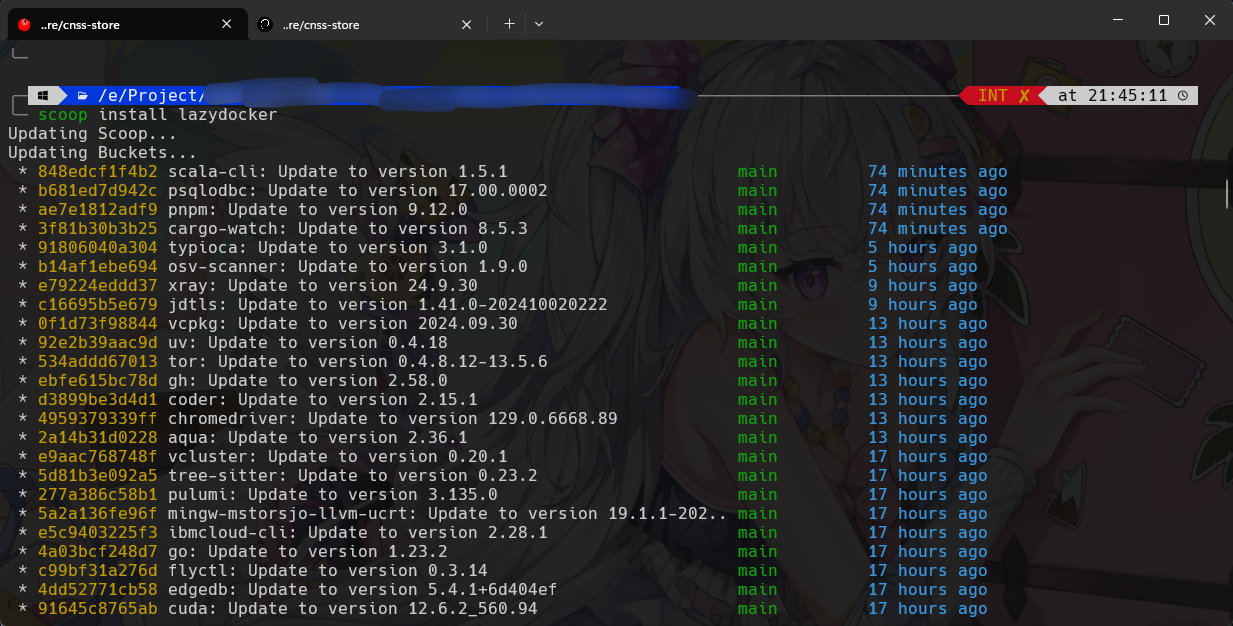 ..re/cnss-store ..re/cnss-store
/e/Project/ INT ✗ at 21:45:11
scoop install lazydocker
Updating Scoop...
Updating Buckets...
* 848edcf1f4b2 scala-cli: Update to version 1.5.1 main 74 minutes ago
* b681ed7d942c psqlodbc: Update to version 17.00.0002 main 74 minutes ago
* ae7e1812adf9 pnpm: Update to version 9.12.0 main 74 minutes ago
* 3f81b30b3b25 cargo-watch: Update to version 8.5.3 main 74 minutes ago
* 91806040a304 typioca: Update to version 3.1.0 main 5 hours ago
* b14af1ebe694 osv-scanner: Update to version 1.9.0 main 5 hours ago
* e79224eddd37 xray: Update to version 24.9.30 main 9 hours ago
* c16695b5e679 jdtls: Update to version 1.41.0-202410020222 main 9 hours ago
* 0f1d73f98844 vcpkg: Update to version 2024.09.30 main 13 hours ago
* 92e2b39aac9d uv: Update to version 0.4.18 main 13 hours ago
* 534addd67013 tor: Update to version 0.4.8.12-13.5.6 main 13 hours ago
* ebfe615bc78d gh: Update to version 2.58.0 main 13 hours ago
* d3899be3d4d1 coder: Update to version 2.15.1 main 13 hours ago
* 4959379339ff chromedriver: Update to version 129.0.6668.89 main 13 hours ago
* 2a14b31d0228 aqua: Update to version 2.36.1 main 13 hours ago
* e9aac768748f vcluster: Update to version 0.20.1 main 17 hours ago
* 5d81b3e092a5 tree-sitter: Update to version 0.23.2 main 17 hours ago
* 277a386c58b1 pulumi: Update to version 3.135.0 main 17 hours ago
* 5a2a136fe96f mingw-mstorsjo-llvm-ucrt: Update to version 19.1.1-202.. main 17 hours ago
* e5c9403225f3 ibmcloud-cli: Update to version 2.28.1 main 17 hours ago
* 4a03bcf248d7 go: Update to version 1.23.2 main 17 hours ago
* c99bf31a276d flyctl: Update to version 0.3.14 main 17 hours ago
* 4dd52771cb58 edgedb: Update to version 5.4.1+6d404ef main 17 hours ago
* 91645c8765ab cuda: Update to version 12.6.2_560.94 main 17 hours ago